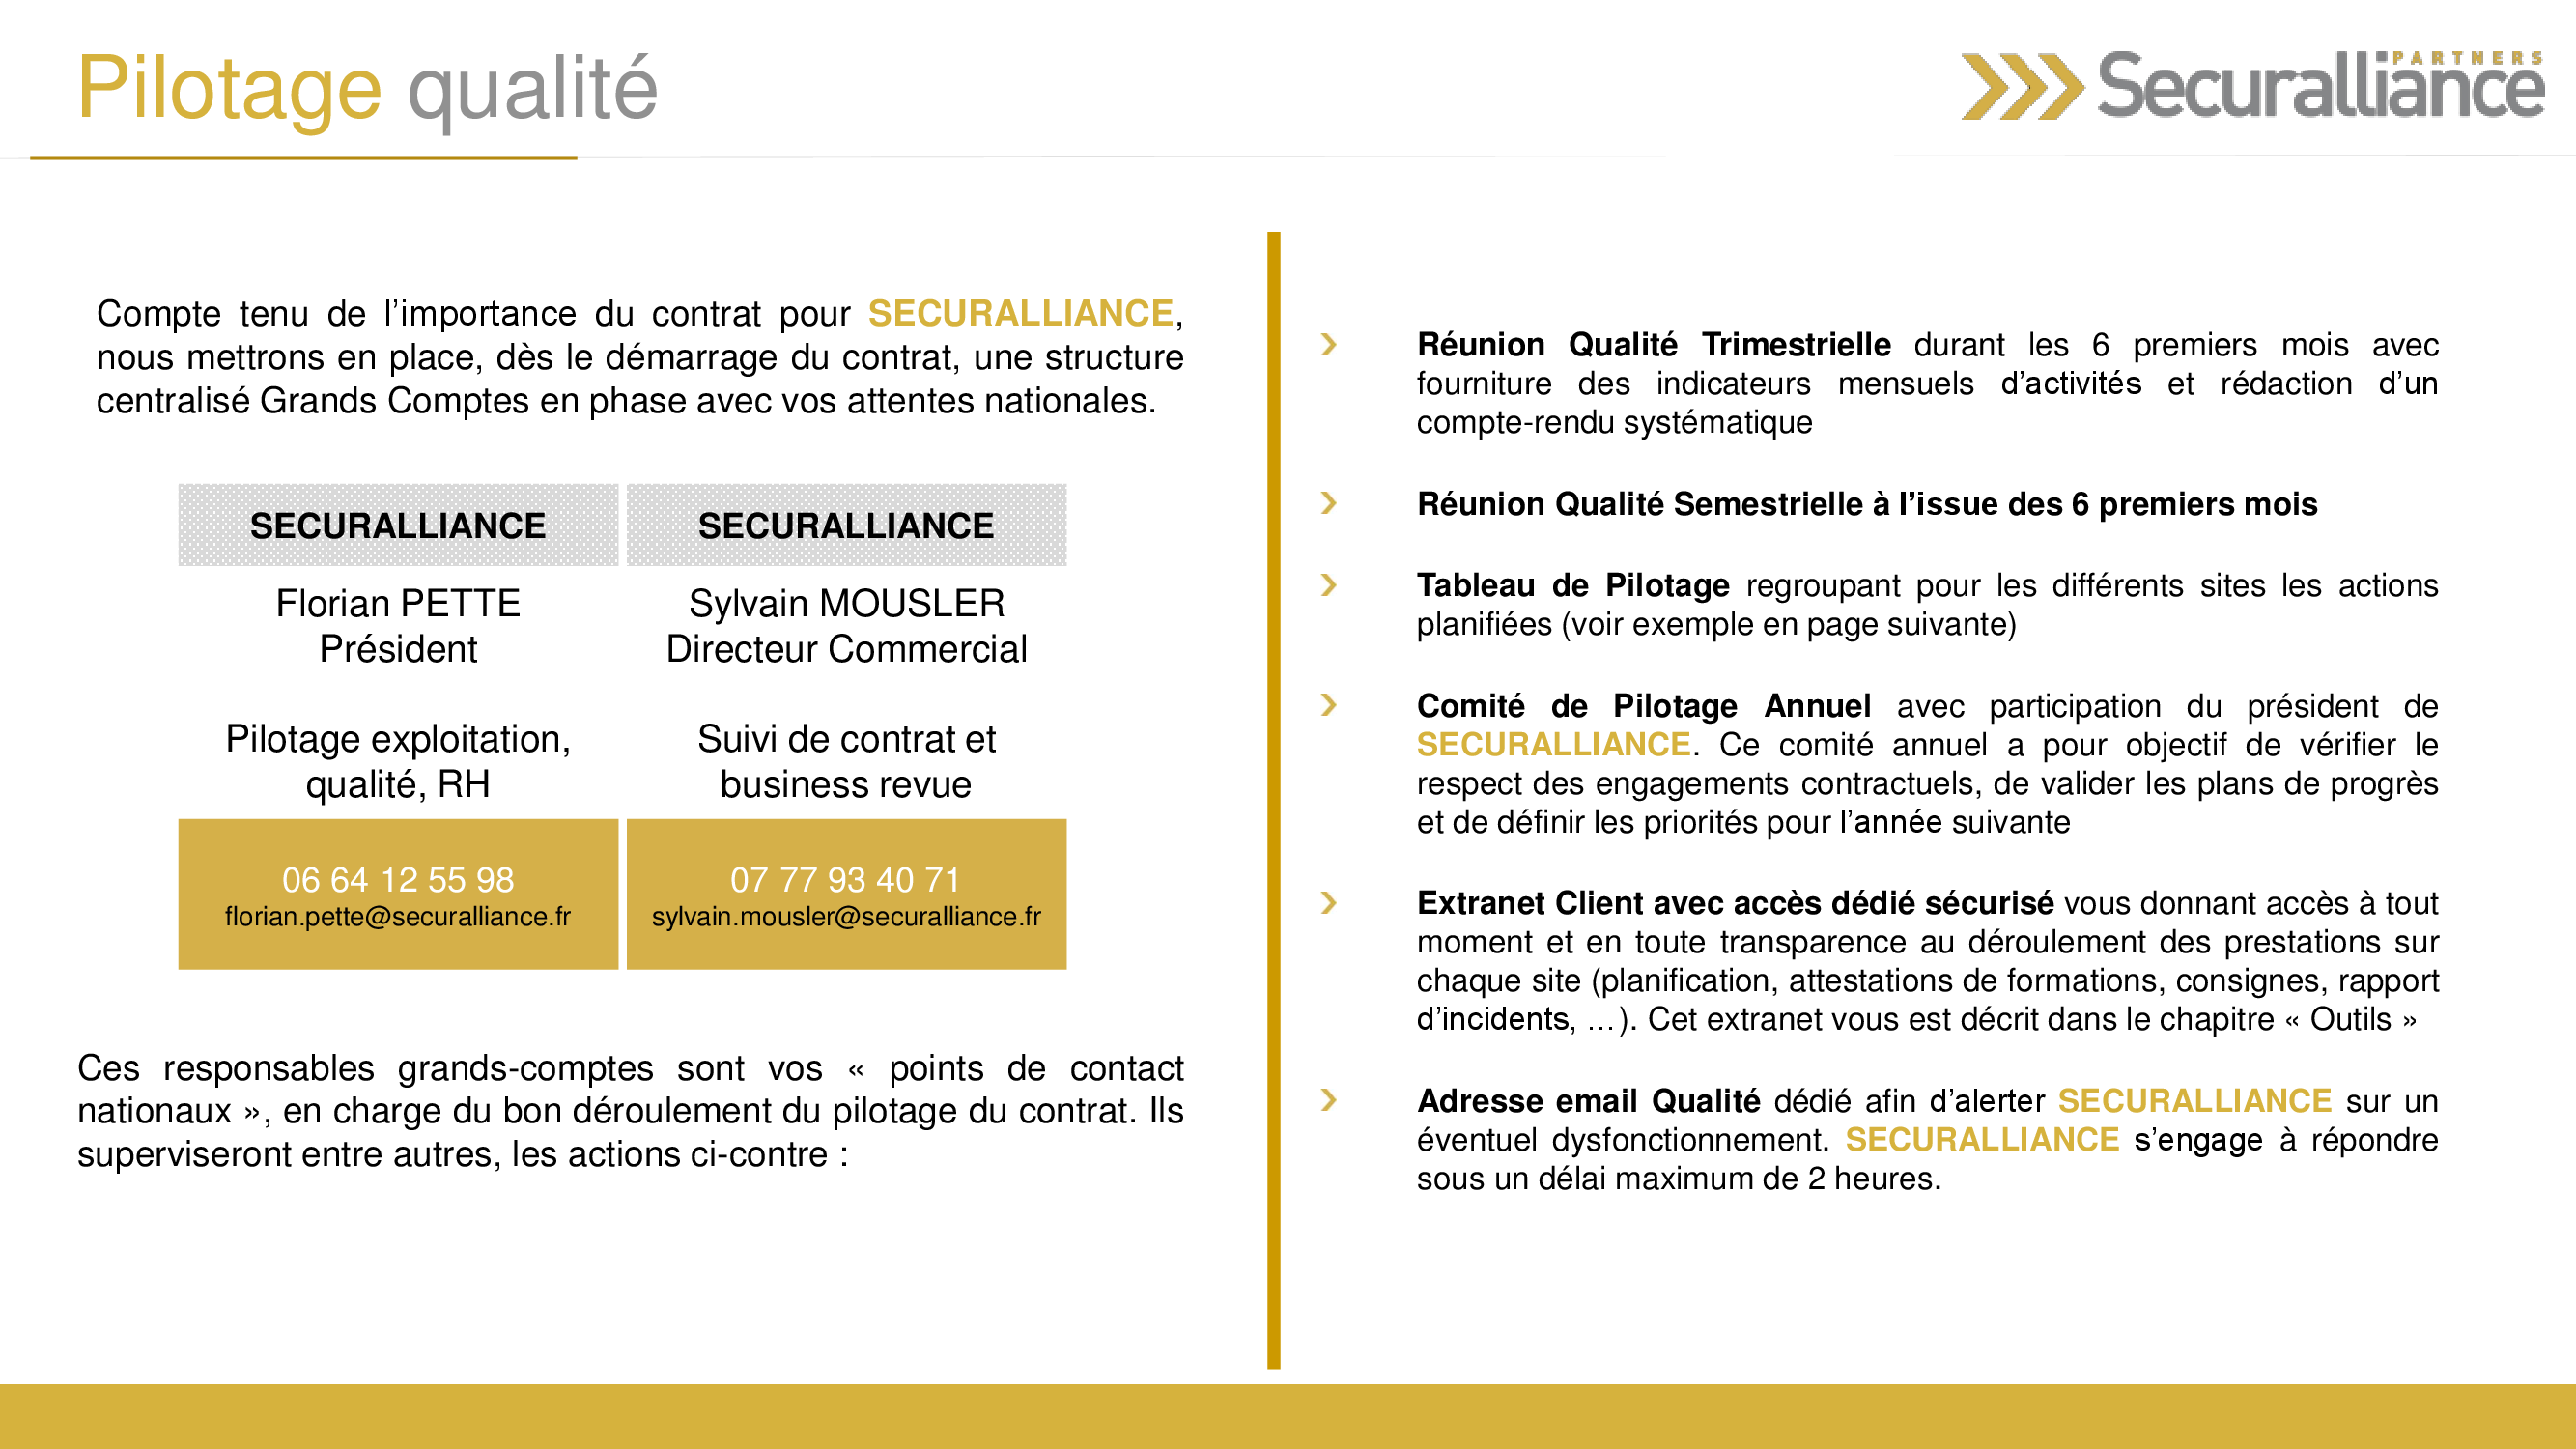 Pilotage qualité
PARTNERS
Securalliance
Compte tenu de l’importance du contrat pour SECURALLIANCE,
nous mettrons en place, dès le démarrage du contrat, une structure
centralisé Grands Comptes en phase avec vos attentes nationales.
SECURALLIANCE
Florian PETTE
Président
Pilotage exploitation,
qualité, RH
06 64 12 55 98
florian.pette@securalliance.fr
SECURALLIANCE
Sylvain MOUSLER
Directeur Commercial
Suivi de contrat et
business revue
07 77 93 40 71
sylvain.mousler@securalliance.fr
Ces responsables grands-comptes sont vos « points de contact
nationaux », en charge du bon déroulement du pilotage du contrat. Ils
superviseront entre autres, les actions ci-contre :
Réunion Qualité Trimestrielle durant les 6 premiers mois avec
fourniture des indicateurs mensuels d’activités et rédaction d’un
compte-rendu systématique
Réunion Qualité Semestrielle à l’issue des 6 premiers mois
Tableau de Pilotage regroupant pour les différents sites les actions
planifiées (voir exemple en page suivante)
Comité de Pilotage Annuel avec participation du président de
SECURALLIANCE. Ce comité annuel a pour objectif de vérifier le
respect des engagements contractuels, de valider les plans de progrès
et de définir les priorités pour l’année suivante
Extranet Client avec accès dédié sécurisé vous donnant accès à tout
moment et en toute transparence au déroulement des prestations sur
chaque site (planification, attestations de formations, consignes, rapport
d’incidents, …). Cet extranet vous est décrit dans le chapitre « Outils »
Adresse email Qualité dédié afin d’alerter SECURALLIANCE sur un
éventuel dysfonctionnement. SECURALLIANCE s’engage à répondre
sous un délai maximum de 2 heures.